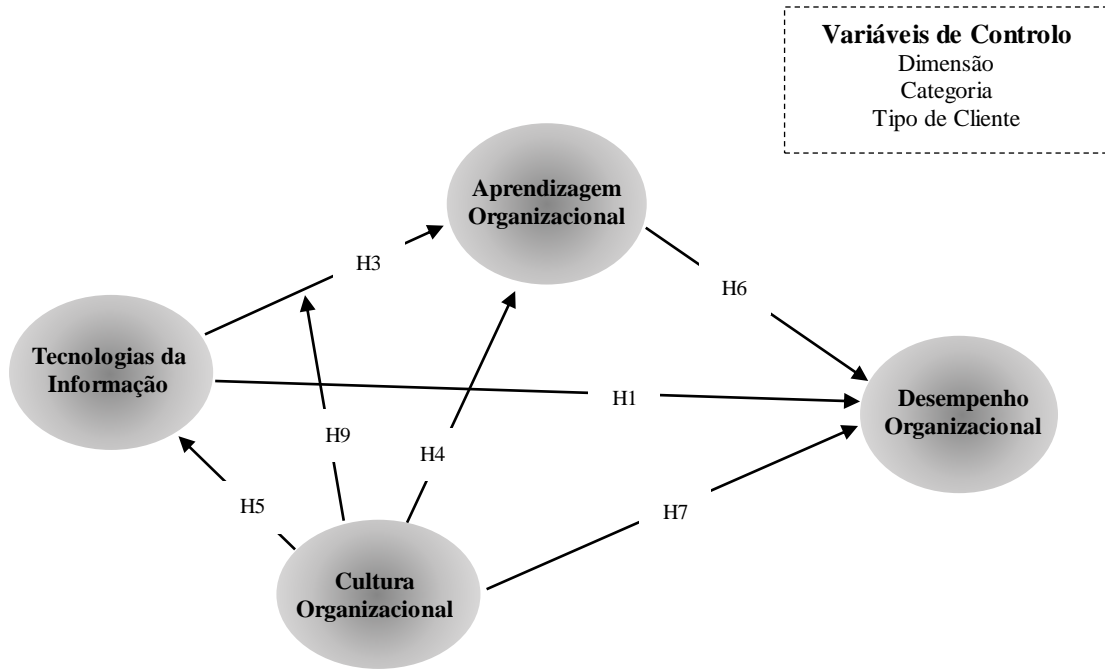 Variáveis de Controlo
Dimensão
Categoria
Tipo de Cliente
Aprendizagem
Organizacional
H3
H6
Tecnologias da
Informação
H1
Desempenho
Organizacional
H9
H4
H5
H7
Cultura
Organizacional